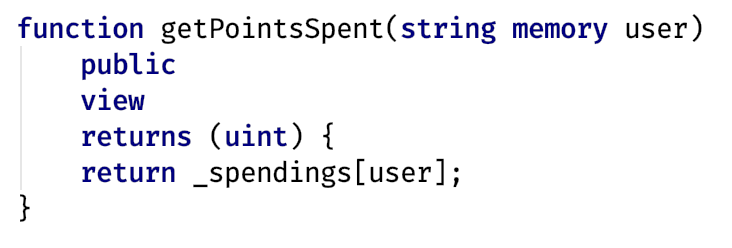 function getPointsSpent(string memory user)
    public
    view
    returns (uint) {
    return _spendings[user];
}